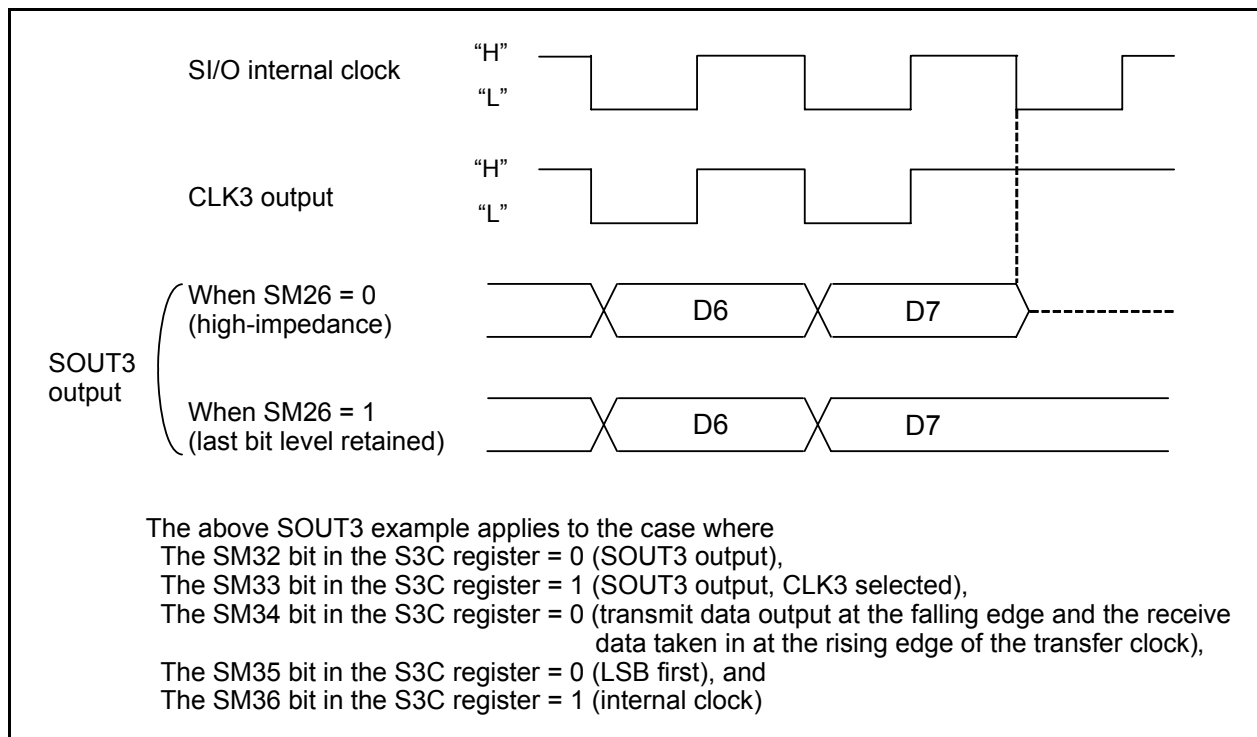 SI/O internal clock
“H”
“L”
CLK3 output
“H”
“L”
SOUT3
output
When SM26 = 0
(high-impedance)
D6
D7
When SM26 = 1
(last bit level retained)
D6
D7
The above SOUT3 example applies to the case where
The SM32 bit in the S3C register = 0 (SOUT3 output),
The SM33 bit in the S3C register = 1 (SOUT3 output, CLK3 selected),
The SM34 bit in the S3C register = 0 (transmit data output at the falling edge and the receive
data taken in at the rising edge of the transfer clock),
The SM35 bit in the S3C register = 0 (LSB first), and
The SM36 bit in the S3C register = 1 (internal clock)